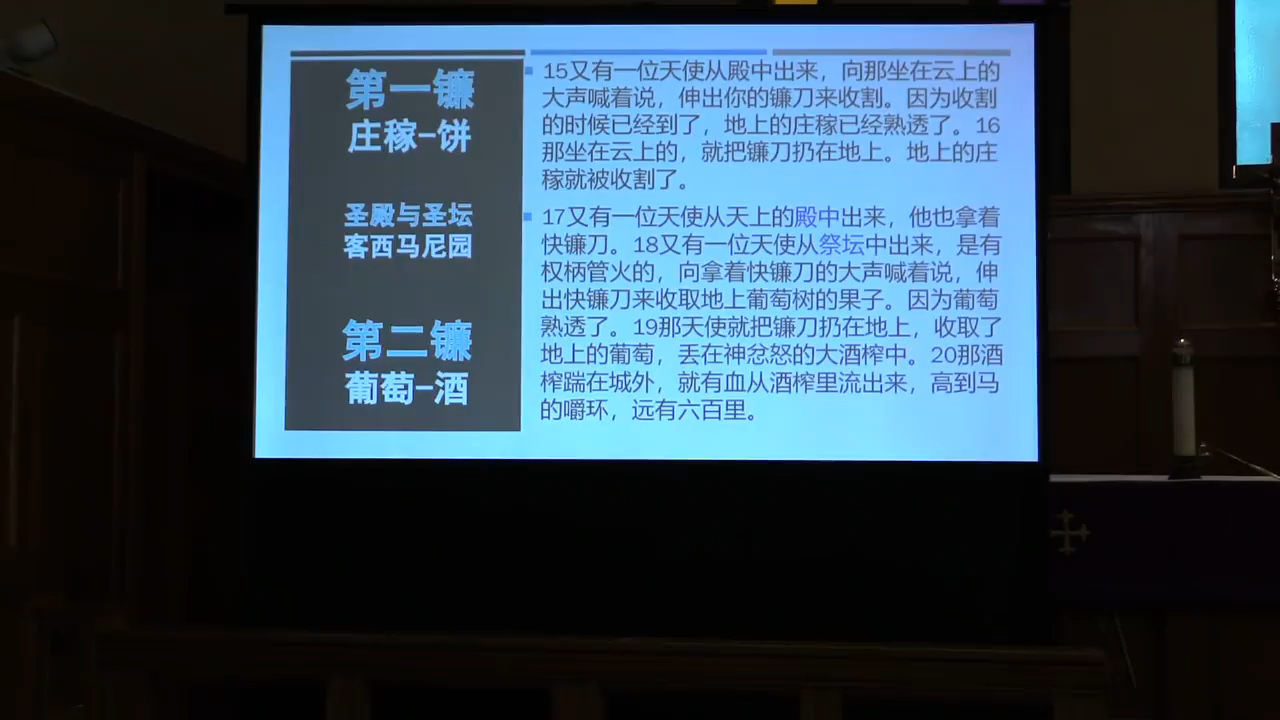 第一镰
庄稼-饼
圣殿与圣坛
客西马尼园
第二镰
葡萄-酒
15又有一位天使从殿中出来，向那坐在云上的
大声喊着说，伸出你的镰刀来收割。因为收割
的时候已经到了，地上的庄稼已经熟透了。16
那坐在云上的，就把镰刀扔在地上。地上的庄
稼就被收割了。
17又有一位天使从天上的殿中出来，他也拿着
快镰刀。18又有一位天使从祭坛中出来，是有
权柄管火的，向拿着快镰刀的大声喊着说，伸
出快镰刀来收取地上葡萄树的果子。因为葡萄
熟透了。19那天使就把镰刀扔在地上，收取了
地上的葡萄，丢在神忿怒的大酒榨中。20那酒
榨踹在城外，就有血从酒榨里流出来，高到马
的嚼环，远有六百里。